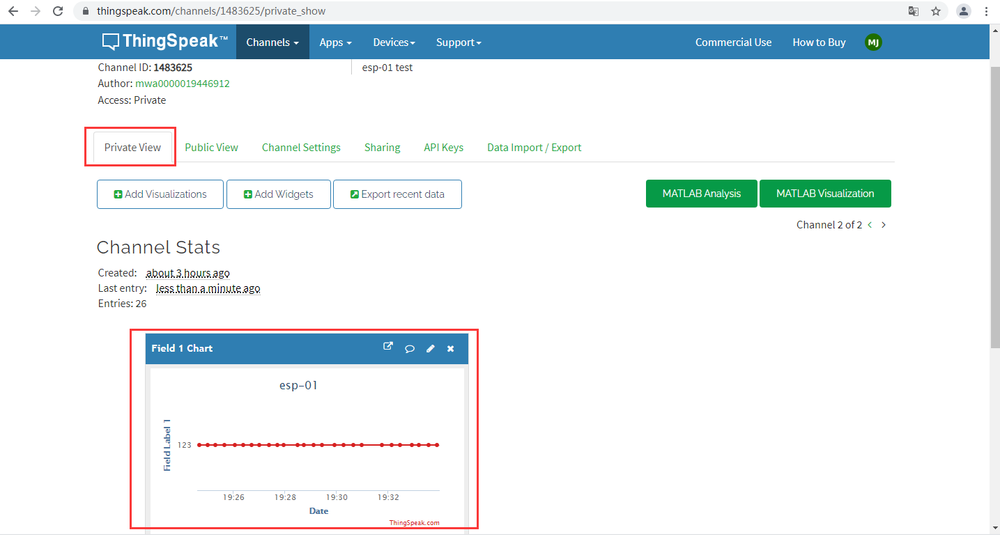 thingspeak.com/channels/1483625/private_show
ThingSpeak™ Channels Apps Devices Support Commercial Use How to Buy MJ
Channel ID: 1483625 esp-01 test
Author: mwa0000019446912
Access: Private
Private View Public View Channel Settings Sharing API Keys Data Import / Export
Add Visualizations Add Widgets Export recent data MATLAB Analysis MATLAB Visualization
Channel 2 of 2 < >
Channel Stats
Created: about 3 hours ago
Last entry: less than a minute ago
Entries: 26
Field 1 Chart
esp-01
Field Label 1
123
19:26 19:28 19:30 19:32
Date
ThingSpeak.com